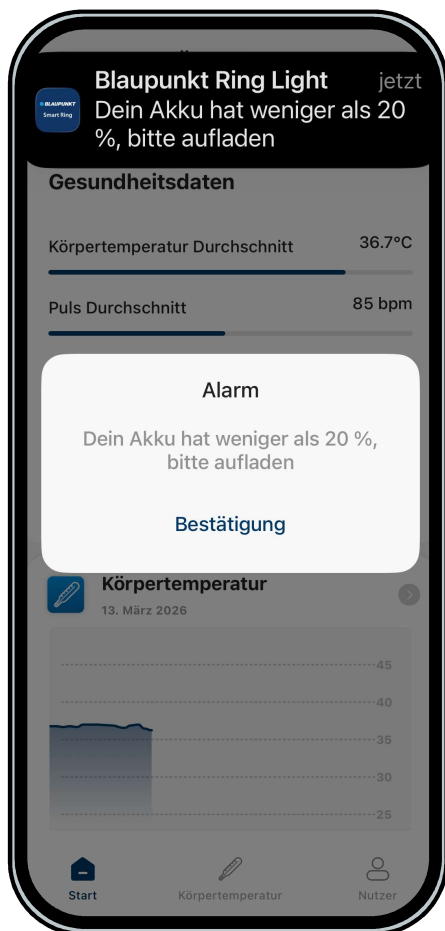 Blaupunkt Ring Light jetzt
BLAUPUNKT
Smart Ring
Dein Akku hat weniger als 20
%, bitte aufladen
Gesundheitsdaten
Körpertemperatur Durchschnitt 36.7°C
Puls Durchschnitt 85 bpm
Alarm
Dein Akku hat weniger als 20 %,
bitte aufladen
Bestätigung
Körpertemperatur
13. März 2026
45
40
35
30
25
Start Körpertemperatur Nutzer